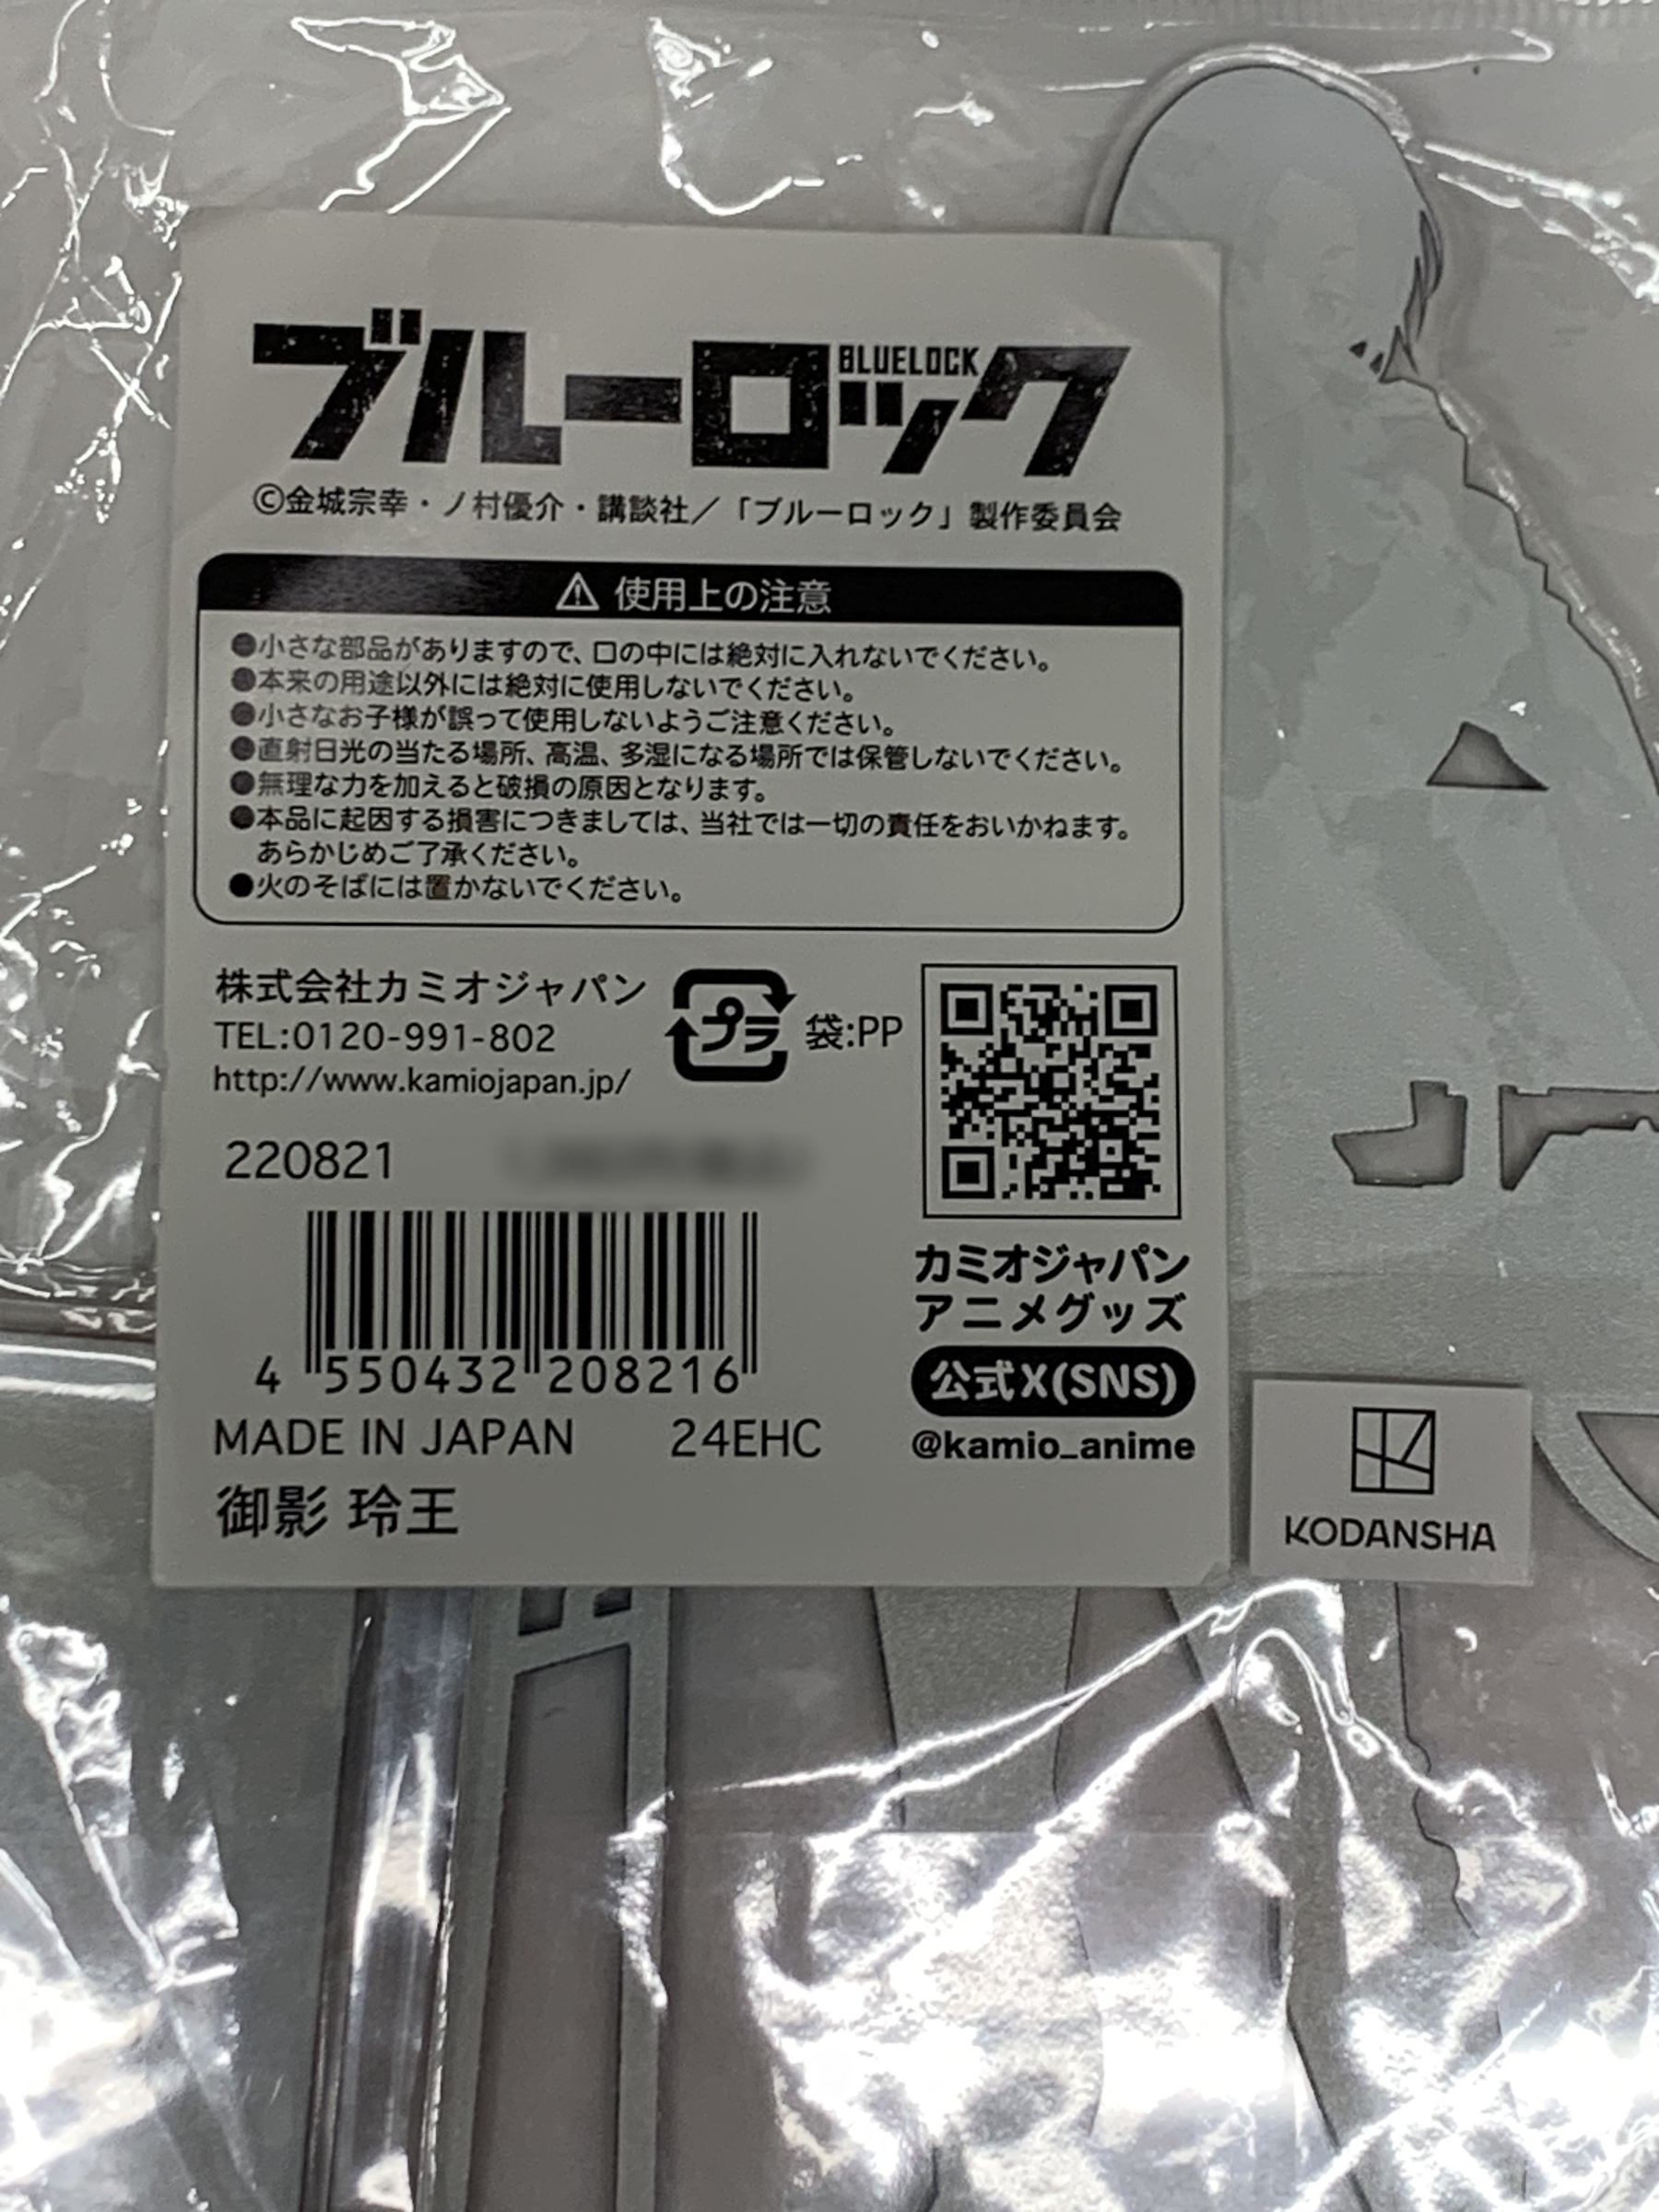 ブルーロック
BLUELOCK
©金城宗幸・ノ村優介・講談社／「ブルーロック」製作委員会
⚠ 使用上の注意
●小さな部品がありますので、口の中には絶対に入れないでください。
●本来の用途以外には絶対に使用しないでください。
●小さなお子様が誤って使用しないようご注意ください。
●直射日光の当たる場所、高温、多湿になる場所では保管しないでください。
●無理な力を加えると破損の原因となります。
●本品に起因する損害につきましては、当社では一切の責任をおいかねます。
あらかじめご了承ください。
●火のそばには置かないでください。
株式会社カミオジャパン
TEL:0120-991-802
http://www.kamiojapan.jp/
プラ 袋:PP
220821
4 550432 208216
MADE IN JAPAN 24EHC
御影 玲王
カミオジャパン
アニメグッズ
公式X(SNS)
@kamio_anime
KODANSHA